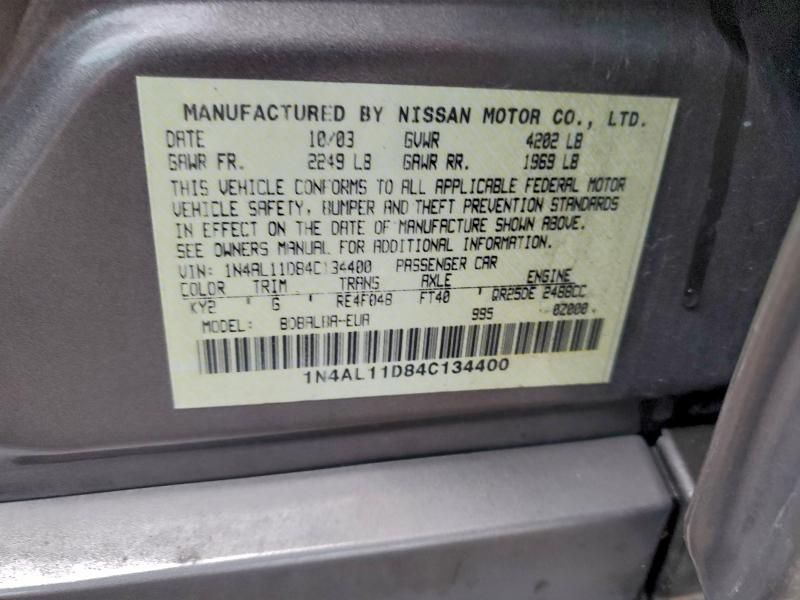 MANUFACTURED BY NISSAN MOTOR CO., LTD.
DATE 10/03 GVWR 4202 LB
GAWR FR. 2249 LB GAWR RR. 1969 LB
THIS VEHICLE CONFORMS TO ALL APPLICABLE FEDERAL MOTOR
VEHICLE SAFETY, BUMPER AND THEFT PREVENTION STANDARDS
IN EFFECT ON THE DATE OF MANUFACTURE SHOWN ABOVE.
SEE OWNERS MANUAL FOR ADDITIONAL INFORMATION.
VIN: 1N4AL11D84C134400 PASSENGER CAR
COLOR TRIM TRANS AXLE ENGINE
KY2 G RE4F04B FT40 QR25DE 2488CC
MODEL: 995 0Z000
1N4AL11D84C134400